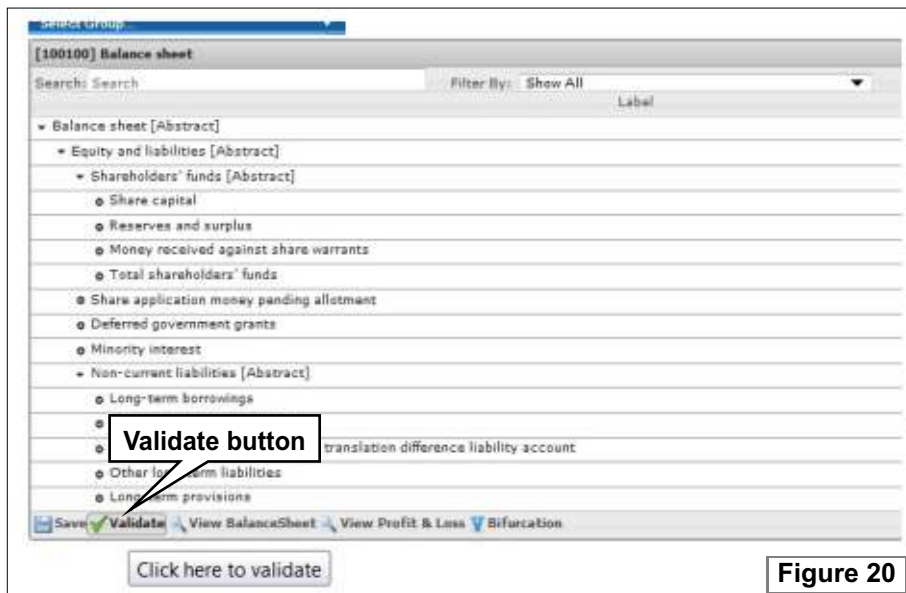 Select Group...
[100100] Balance sheet
Search: Search Filter By: Show All
Label
Balance sheet [Abstract]
Equity and liabilities [Abstract]
Shareholders' funds [Abstract]
Share capital
Reserves and surplus
Money received against share warrants
Total shareholders' funds
Share application money pending allotment
Deferred government grants
Minority interest
Non-current liabilities [Abstract]
Long-term borrowings
Validate button
translation difference liability account
Other long-term liabilities
Long-term provisions
Save Validate View BalanceSheet View Profit & Loss Bifurcation
Click here to validate
Figure 20